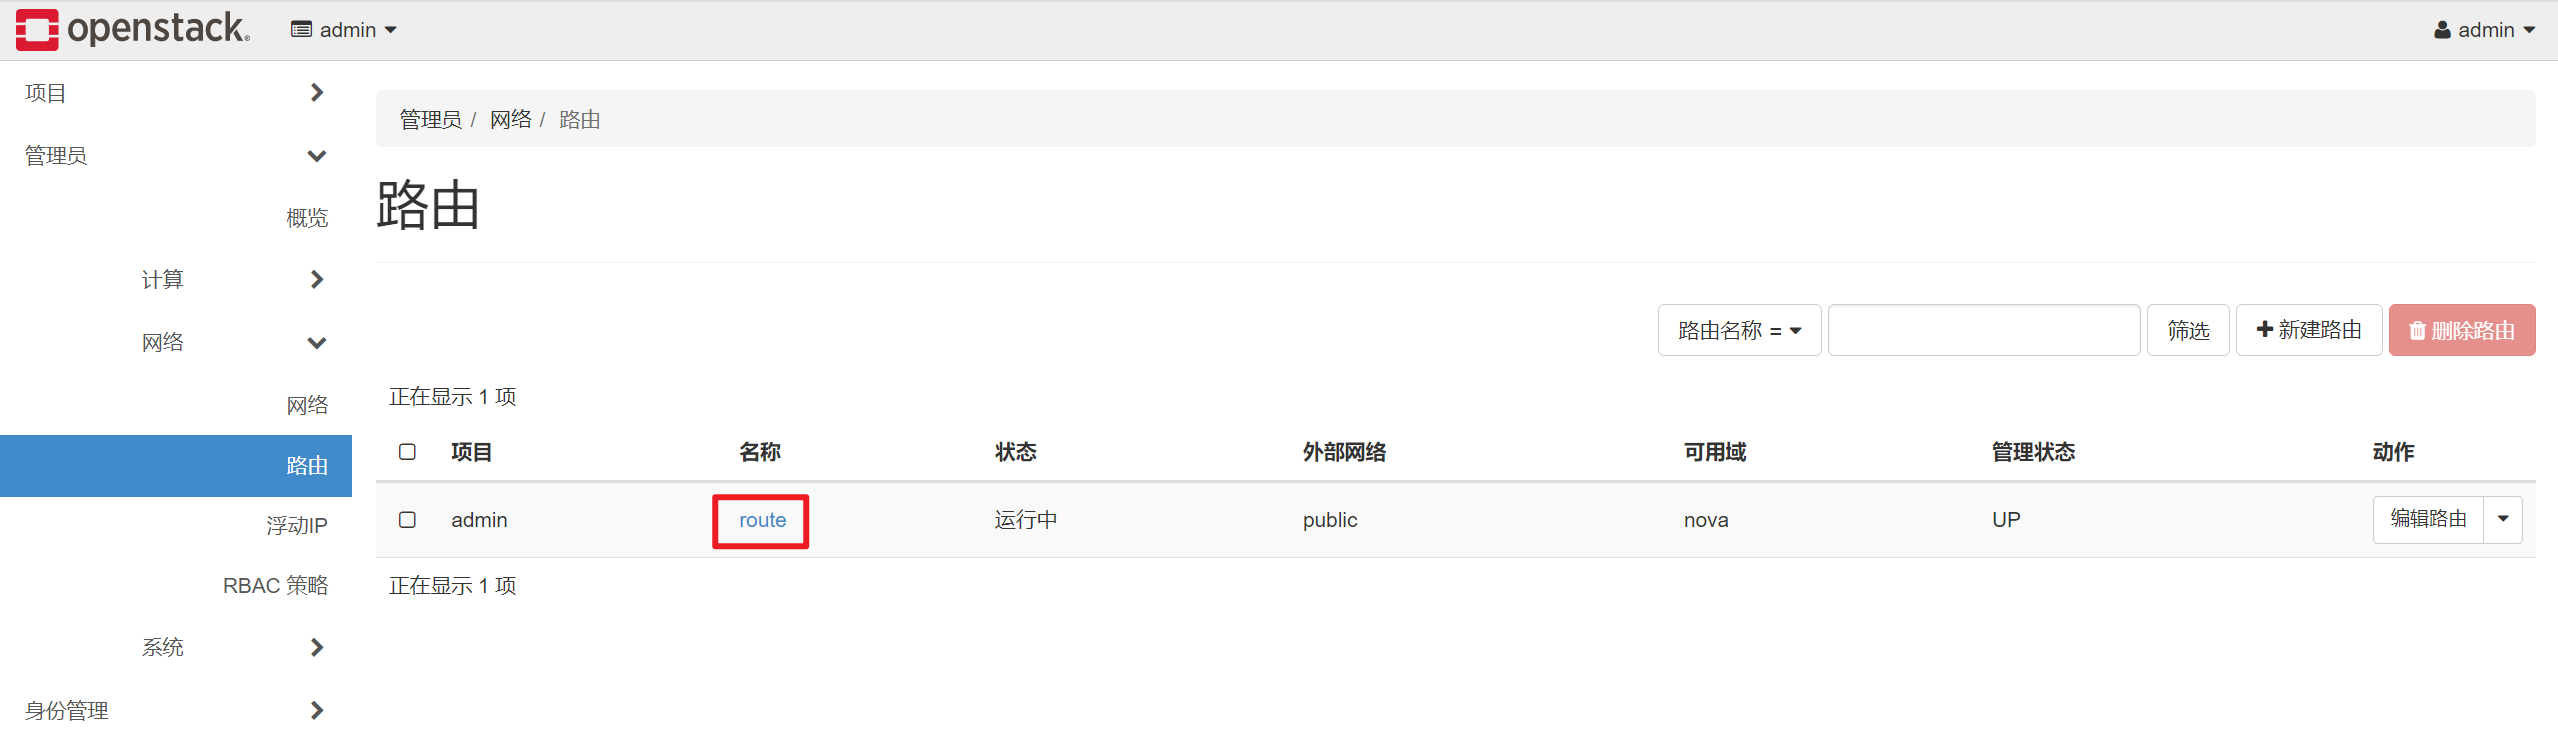 openstack. admin admin
项目
管理员
概览
计算
网络
网络
路由
浮动IP
RBAC 策略
系统
身份管理
管理员 / 网络 / 路由
路由
路由名称 = 筛选 新建路由 删除路由
正在显示 1 项
项目 名称 状态 外部网络 可用域 管理状态 动作
admin route 运行中 public nova UP 编辑路由
正在显示 1 项